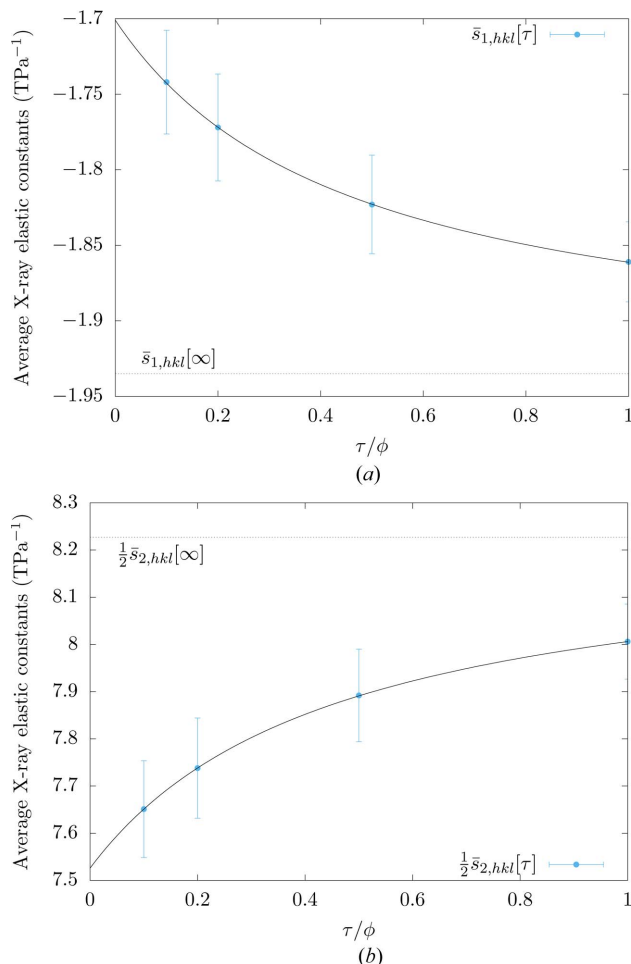 −1.7
s̄₁,hkl[τ]
−1.75
−1.8
−1.85
−1.9
s̄₁,hkl[∞]
−1.95
0 0.2 0.4 0.6 0.8 1
Average X-ray elastic constants (TPa⁻¹)
τ/ϕ
(a)
8.3
8.2
½s̄₂,hkl[∞]
8.1
8
7.9
7.8
7.7
7.6
½s̄₂,hkl[τ]
7.5
0 0.2 0.4 0.6 0.8 1
Average X-ray elastic constants (TPa⁻¹)
τ/ϕ
(b)